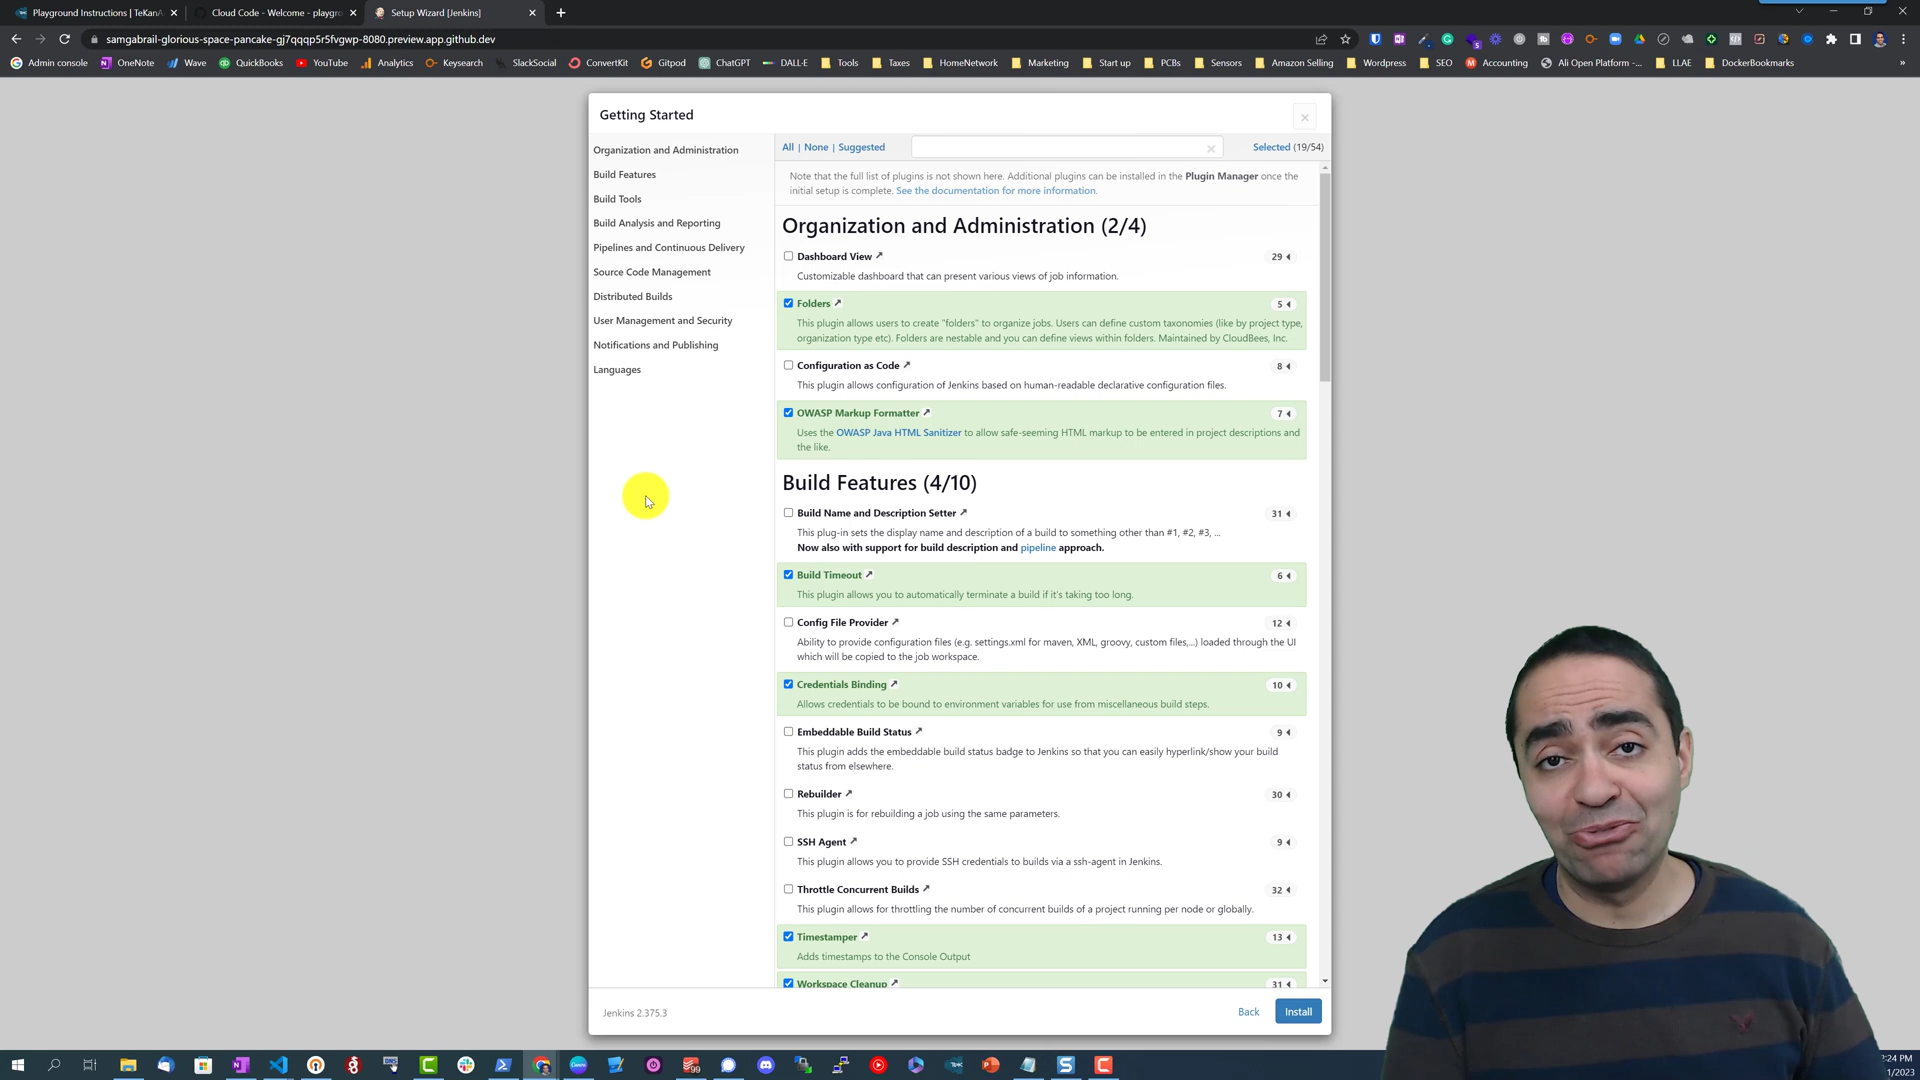 Playground Instructions | TeKanA
Cloud Code - Welcome - playgro
Setup Wizard [Jenkins]
samgabrail-glorious-space-pancake-gj7qqqp5r5fvgwp-8080.preview.app.github.dev
Admin console
OneNote
Wave
QuickBooks
YouTube
Analytics
Keysearch
SlackSocial
ConvertKit
Gitpod
ChatGPT
DALL-E
Tools
Taxes
HomeNetwork
Marketing
Start up
PCBs
Sensors
Amazon Selling
Wordpress
SEO
Accounting
Ali Open Platform -...
LLAE
DockerBookmarks
»
Getting Started
Organization and Administration
Build Features
Build Tools
Build Analysis and Reporting
Pipelines and Continuous Delivery
Source Code Management
Distributed Builds
User Management and Security
Notifications and Publishing
Languages
All | None | Suggested
Selected (19/54)
Note that the full list of plugins is not shown here. Additional plugins can be installed in the Plugin Manager once the
initial setup is complete. See the documentation for more information.
Organization and Administration (2/4)
Dashboard View 29
Customizable dashboard that can present various views of job information.
Folders 5
This plugin allows users to create "folders" to organize jobs. Users can define custom taxonomies (like by project type,
organization type etc). Folders are nestable and you can define views within folders. Maintained by CloudBees, Inc.
Configuration as Code 8
This plugin allows configuration of Jenkins based on human-readable declarative configuration files.
OWASP Markup Formatter 7
Uses the OWASP Java HTML Sanitizer to allow safe-seeming HTML markup to be entered in project descriptions and
the like.
Build Features (4/10)
Build Name and Description Setter 31
This plug-in sets the display name and description of a build to something other than #1, #2, #3, ...
Now also with support for build description and pipeline approach.
Build Timeout 6
This plugin allows you to automatically terminate a build if it's taking too long.
Config File Provider 12
Ability to provide configuration files (e.g. settings.xml for maven, XML, groovy, custom files,...) loaded through the UI
which will be copied to the job workspace.
Credentials Binding 10
Allows credentials to be bound to environment variables for use from miscellaneous build steps.
Embeddable Build Status 9
This plugin adds the embeddable build status badge to Jenkins so that you can easily hyperlink/show your build
status from elsewhere.
Rebuilder 30
This plugin is for rebuilding a job using the same parameters.
SSH Agent 9
This plugin allows you to provide SSH credentials to builds via a ssh-agent in Jenkins.
Throttle Concurrent Builds 32
This plugin allows for throttling the number of concurrent builds of a project running per node or globally.
Timestamper 13
Adds timestamps to the Console Output
Workspace Cleanup 31
Jenkins 2.375.3
Back
Install
99
:24 PM
1/2023